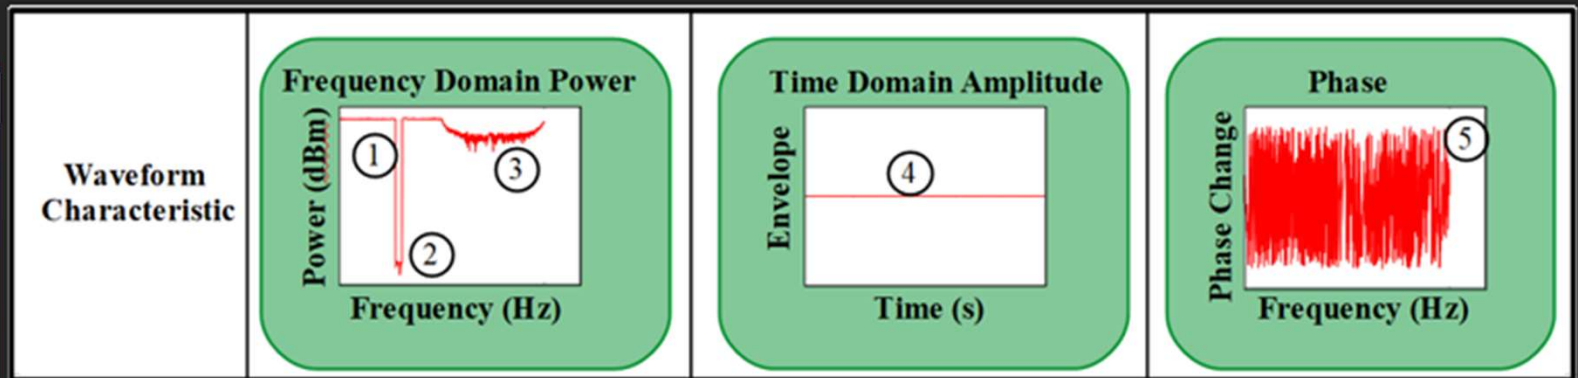 Waveform
Characteristic
Frequency Domain Power
Power (dBm)
1
2
3
Frequency (Hz)
Time Domain Amplitude
Envelope
4
Time (s)
Phase
Phase Change
5
Frequency (Hz)